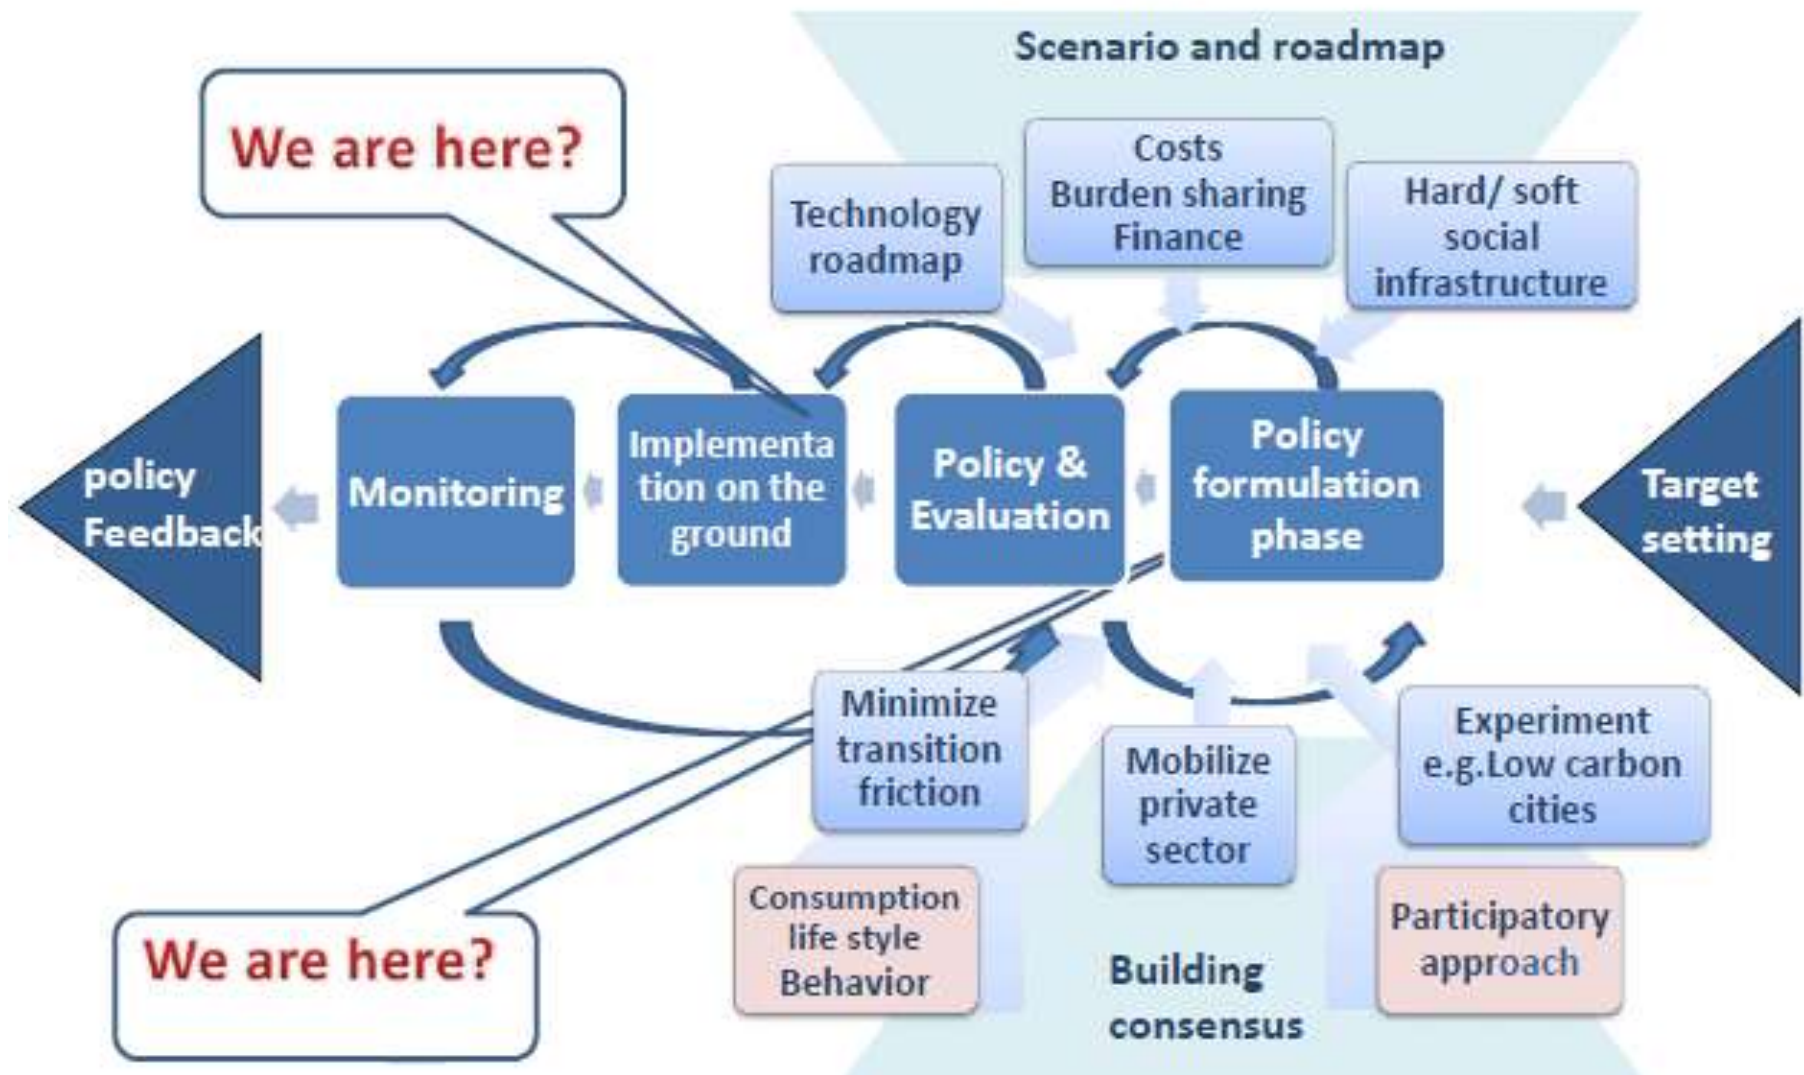 Scenario and roadmap
We are here?
Technology
roadmap
Costs
Burden sharing
Finance
Hard/ soft
social
infrastructure
policy
Feedback
Monitoring
Implementa
tion on the
ground
Policy &
Evaluation
Policy
formulation
phase
Target
setting
Minimize
transition
friction
Mobilize
private
sector
Experiment
e.g.Low carbon
cities
We are here?
Consumption
life style
Behavior
Building
consensus
Participatory
approach